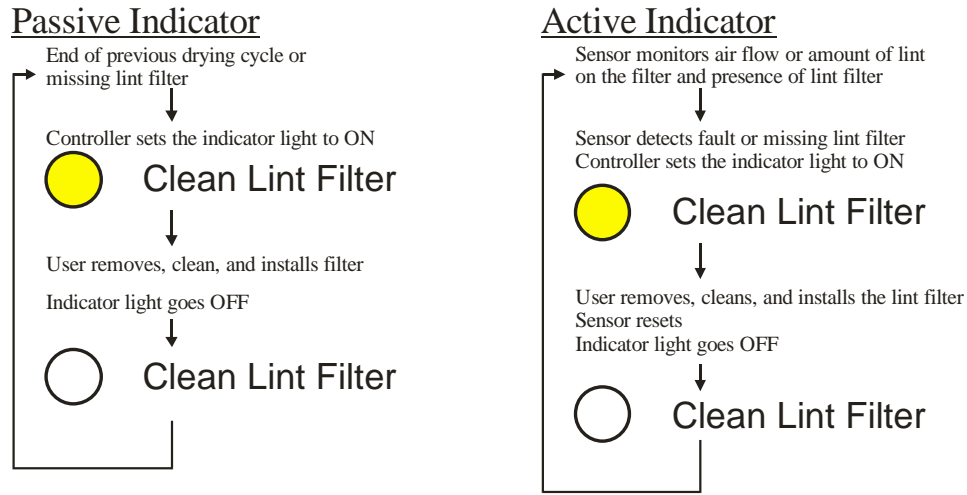 Passive Indicator
End of previous drying cycle or
missing lint filter
Controller sets the indicator light to ON
Clean Lint Filter
User removes, clean, and installs filter
Indicator light goes OFF
Clean Lint Filter
Active Indicator
Sensor monitors air flow or amount of lint
on the filter and presence of lint filter
Sensor detects fault or missing lint filter
Controller sets the indicator light to ON
Clean Lint Filter
User removes, cleans, and installs the lint filter
Sensor resets
Indicator light goes OFF
Clean Lint Filter